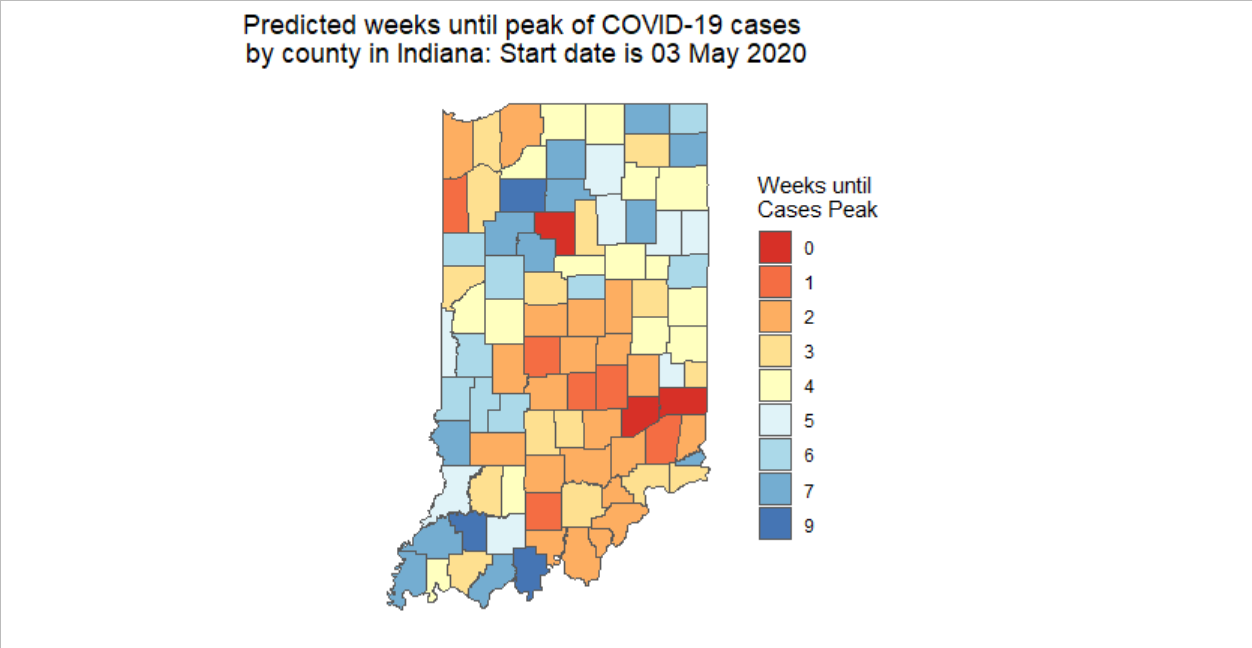 Predicted weeks until peak of COVID-19 cases
by county in Indiana: Start date is 03 May 2020
Weeks until
Cases Peak
0
1
2
3
4
5
6
7
9